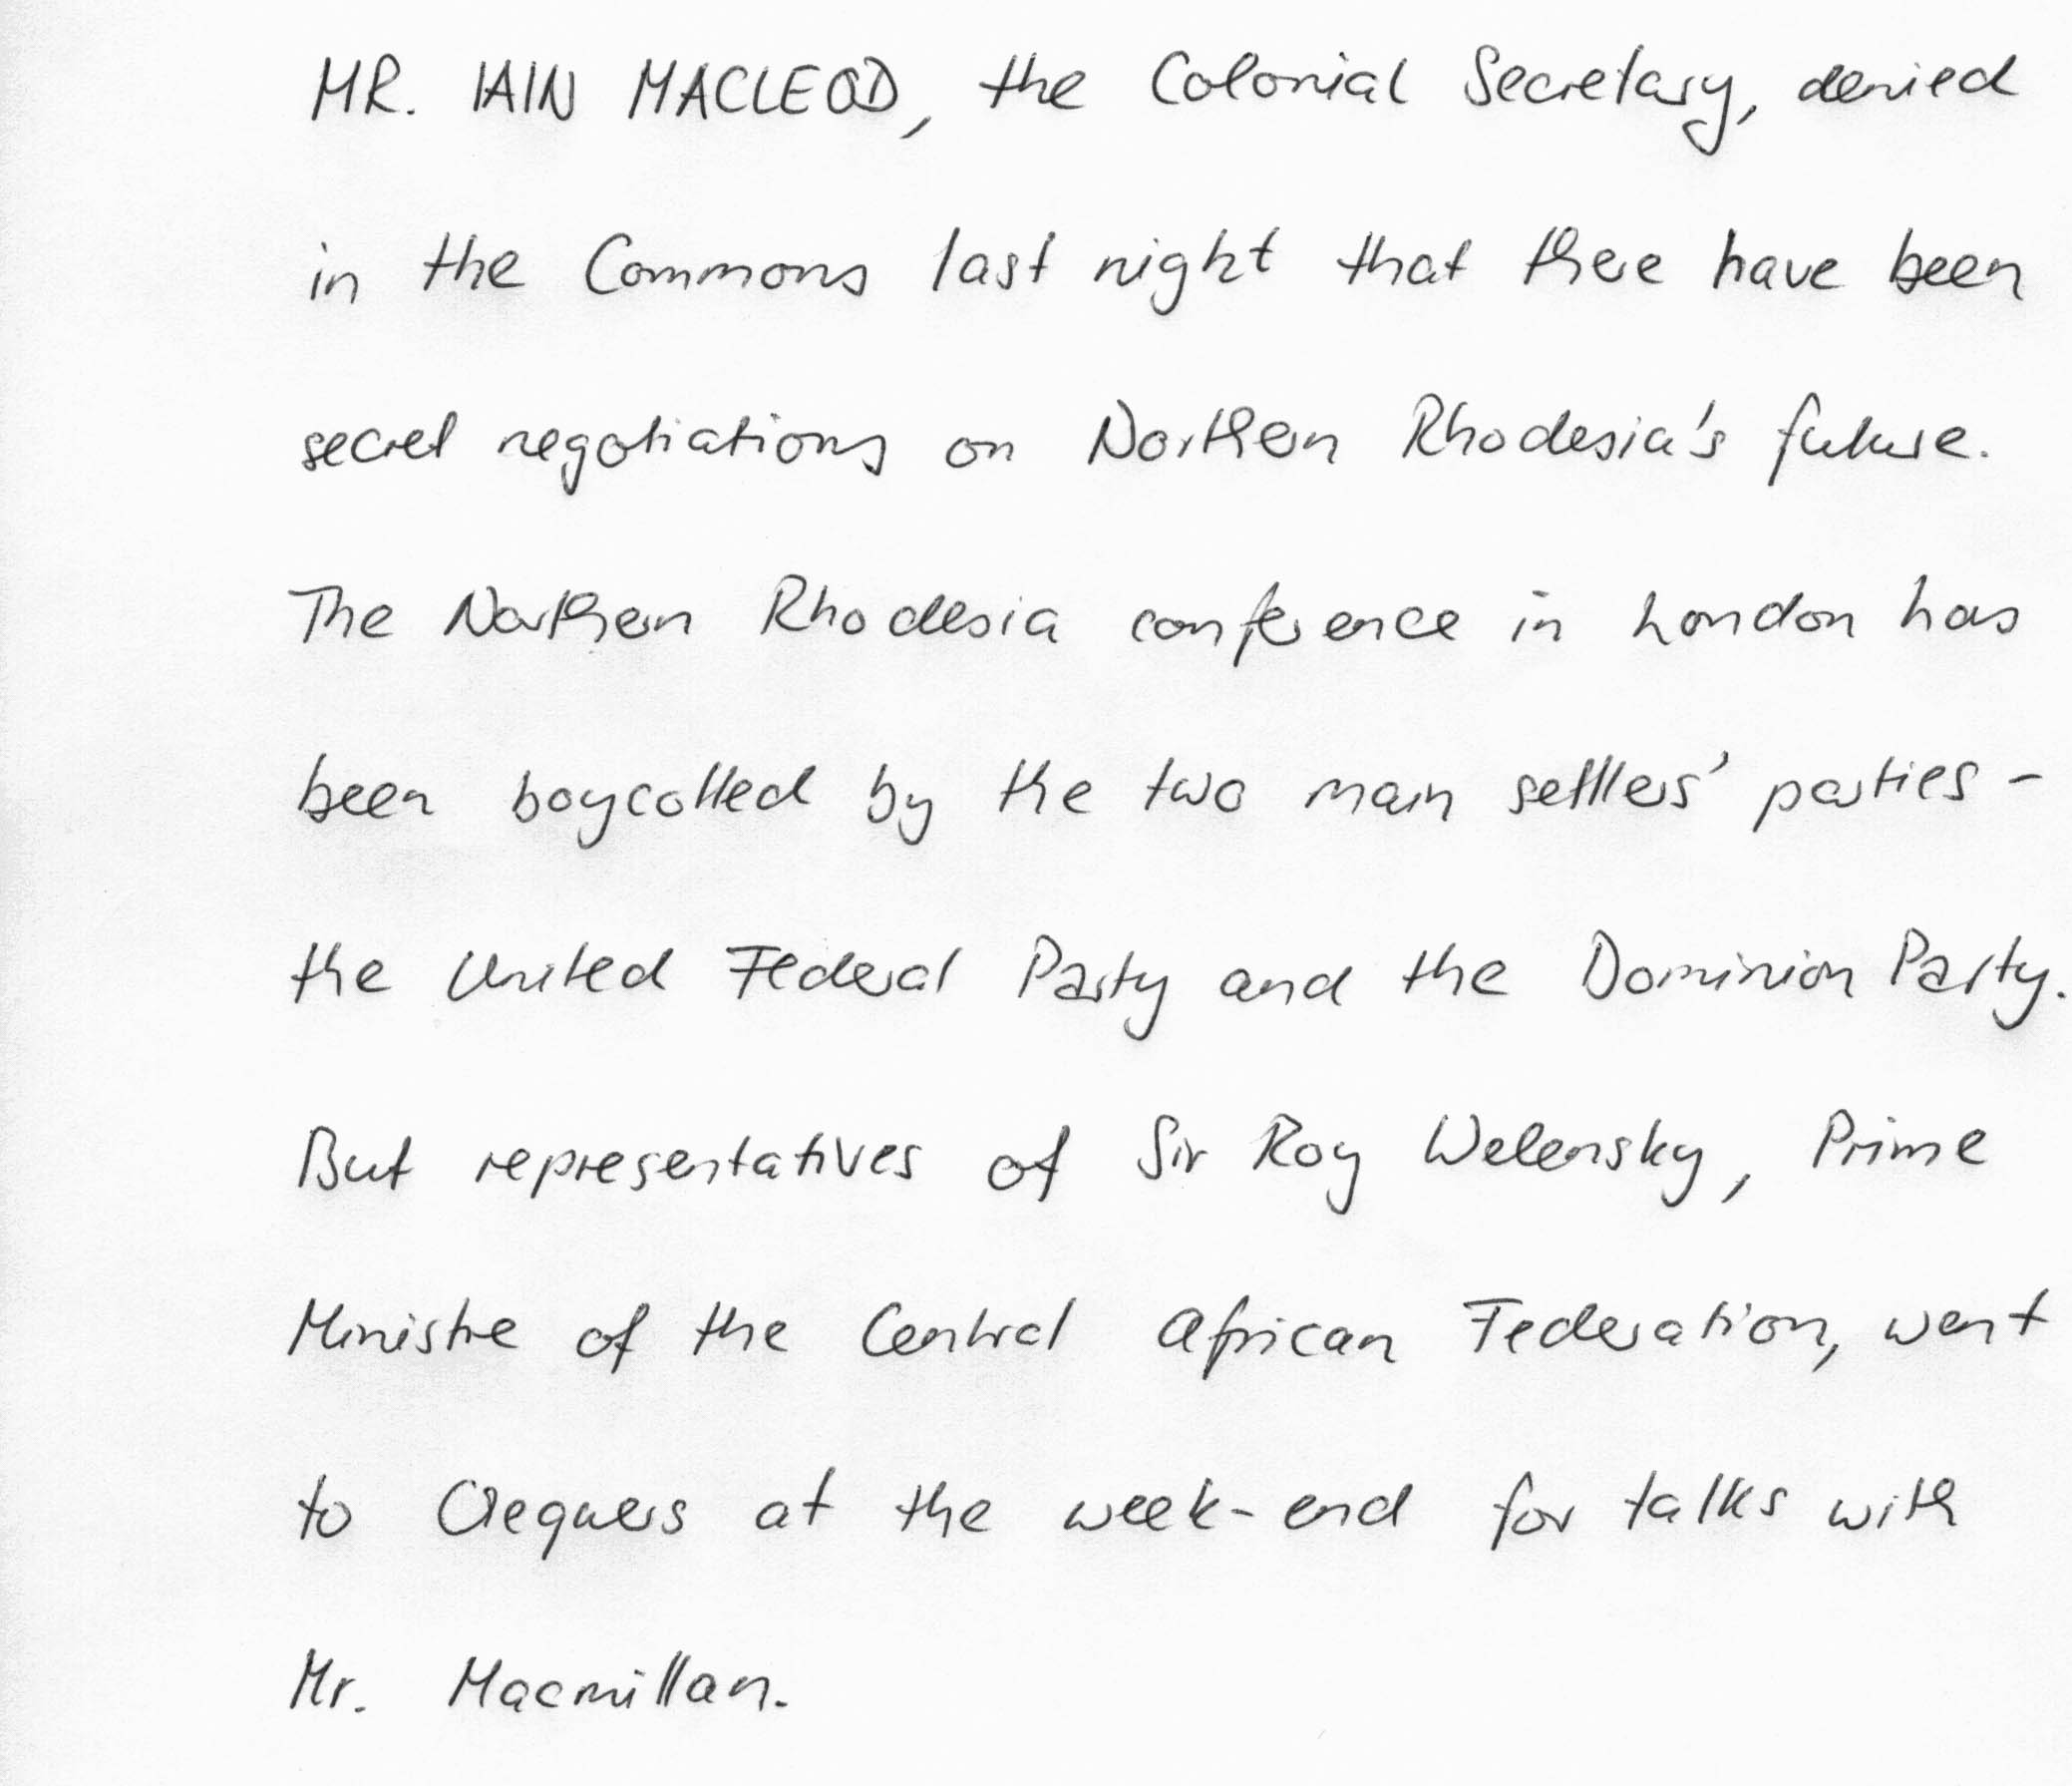 MR. IAIN MACLEOD, the Colonial Secretary, denied
in the Commons last night that there have been
secret negotiations on Northern Rhodesia's future.
The Northern Rhodesia conference in London has
been boycotted by the two main settlers' parties -
the United Federal Party and the Dominion Party.
But representatives of Sir Roy Welensky, Prime
Ministre of the Central African Federation, went
to Chequers at the week-end for talks with
Mr. Macmillan.